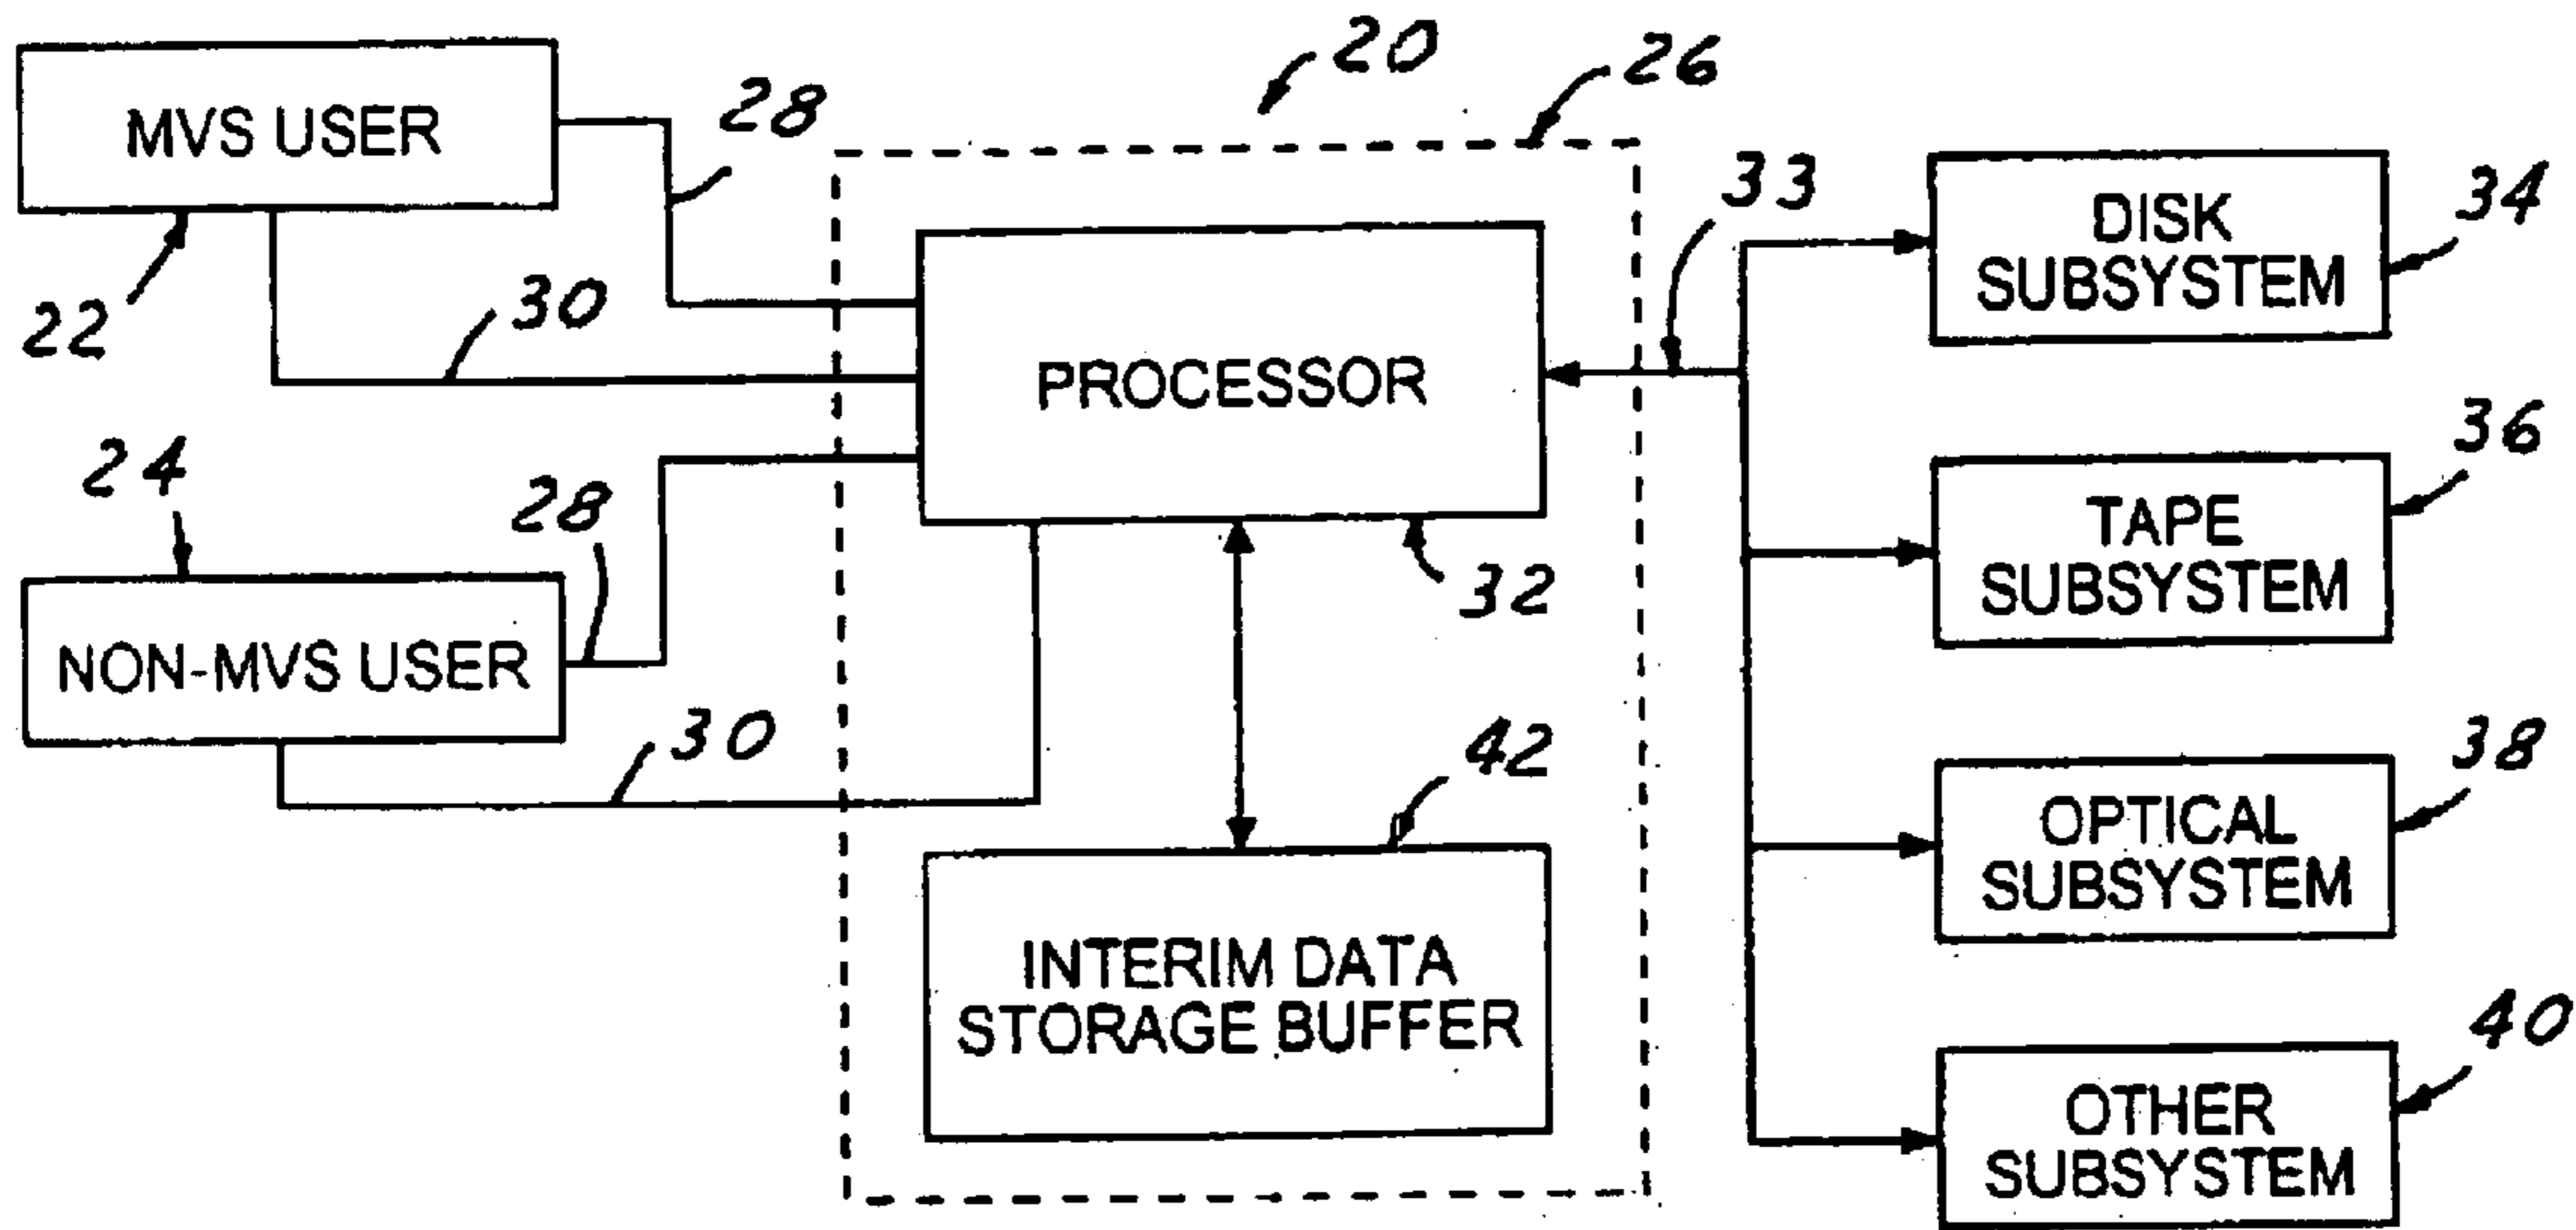 20
26
MVS USER
28
22
30
24
28
NON-MVS USER
30
PROCESSOR
32
33
42
INTERIM DATA
STORAGE BUFFER
DISK
SUBSYSTEM
34
TAPE
SUBSYSTEM
36
OPTICAL
SUBSYSTEM
38
OTHER
SUBSYSTEM
40